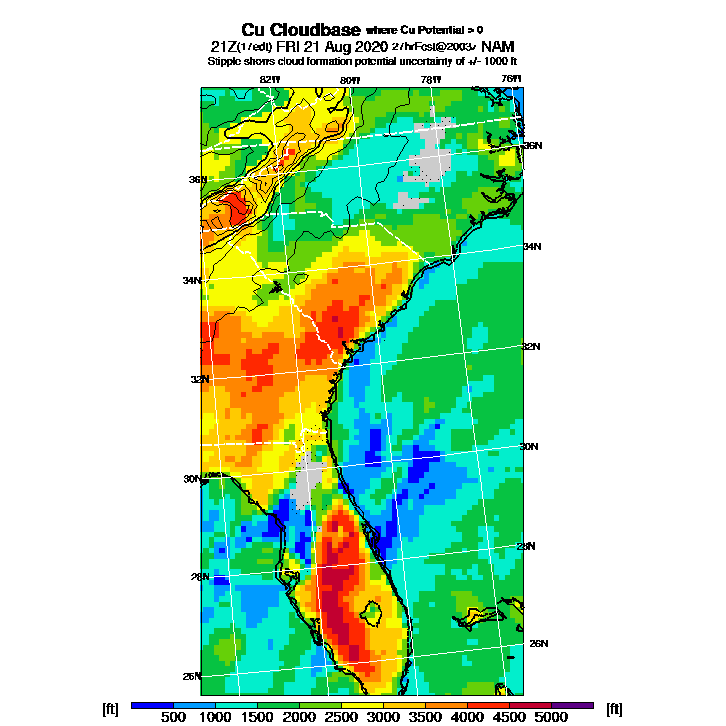 Cu Cloudbase where Cu Potential > 0
21Z(17edt) FRI 21 Aug 2020 27hrFcst@2003z NAM
Stipple shows cloud formation potential uncertainty of +/- 1000 ft
82W 80W 78W 76W
36N
36N
34N
34N
32N
32N
30N
30N
28N
28N
26N
26N
[ft] 500 1000 1500 2000 2500 3000 3500 4000 4500 5000 [ft]